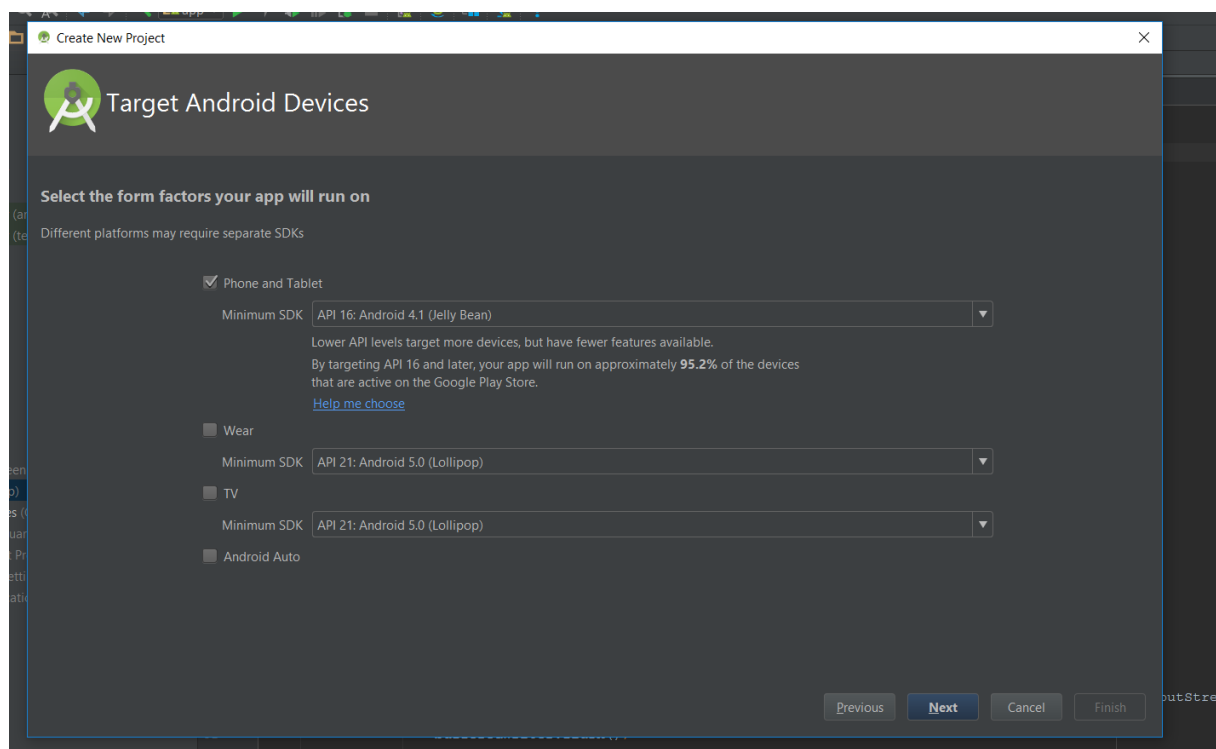 app
Create New Project
Target Android Devices
Select the form factors your app will run on
Different platforms may require separate SDKs
Phone and Tablet
Minimum SDK API 16: Android 4.1 (Jelly Bean)
Lower API levels target more devices, but have fewer features available.
By targeting API 16 and later, your app will run on approximately 95.2% of the devices
that are active on the Google Play Store.
Help me choose
Wear
Minimum SDK API 21: Android 5.0 (Lollipop)
TV
Minimum SDK API 21: Android 5.0 (Lollipop)
Android Auto
Previous Next Cancel Finish